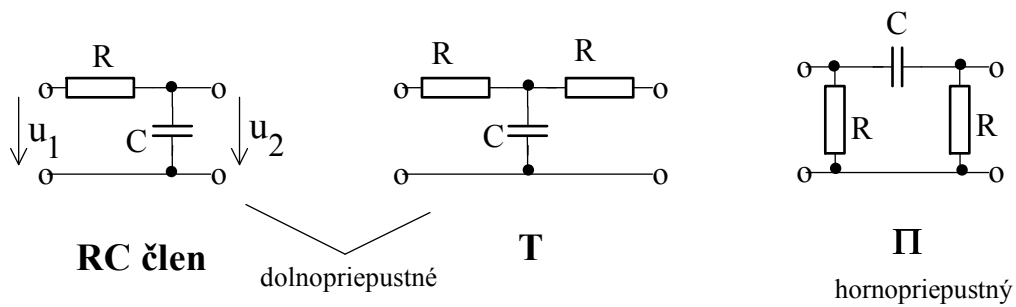 R
C
u1
u2
RC člen
R
R
C
T
dolnopriepustné
C
R
R
Π
hornopriepustný